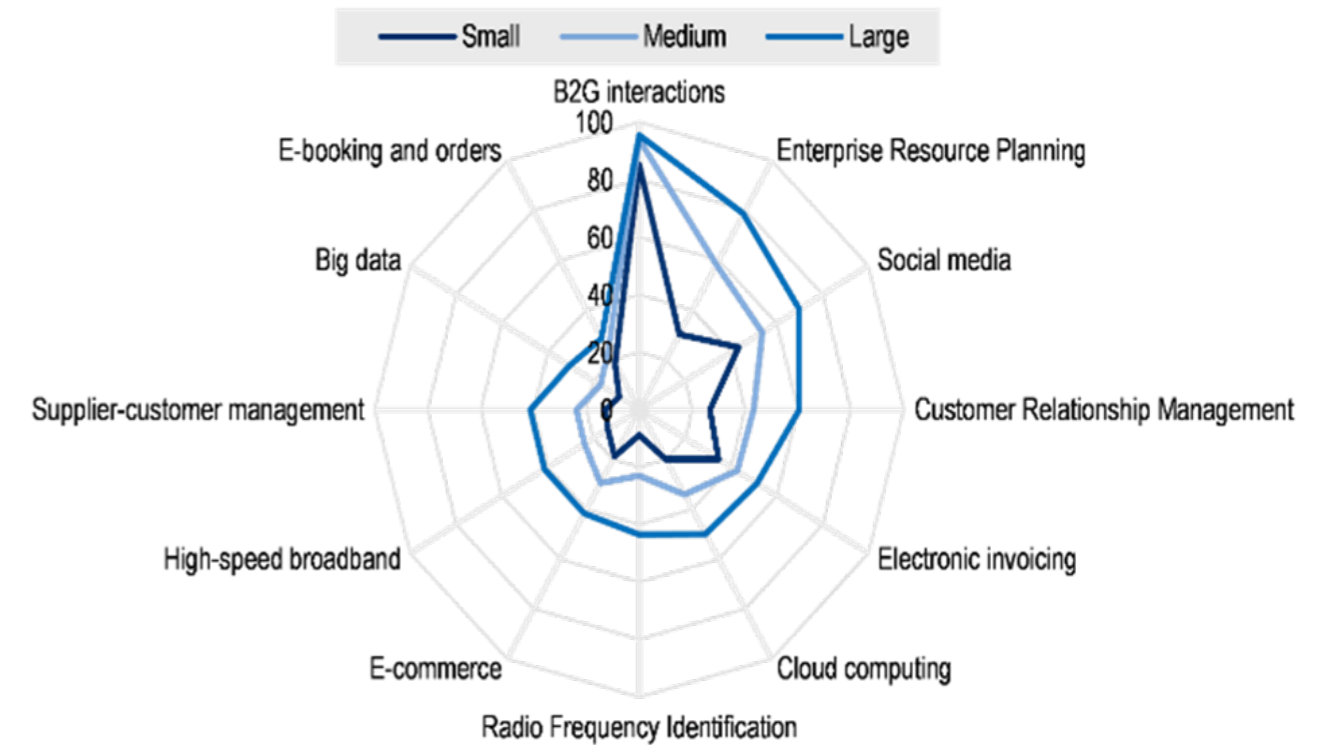 Small Medium Large
B2G interactions
100
E-booking and orders
Enterprise Resource Planning
80
60
Big data
Social media
40
20
Supplier-customer management
0
Customer Relationship Management
High-speed broadband
Electronic invoicing
E-commerce
Cloud computing
Radio Frequency Identification